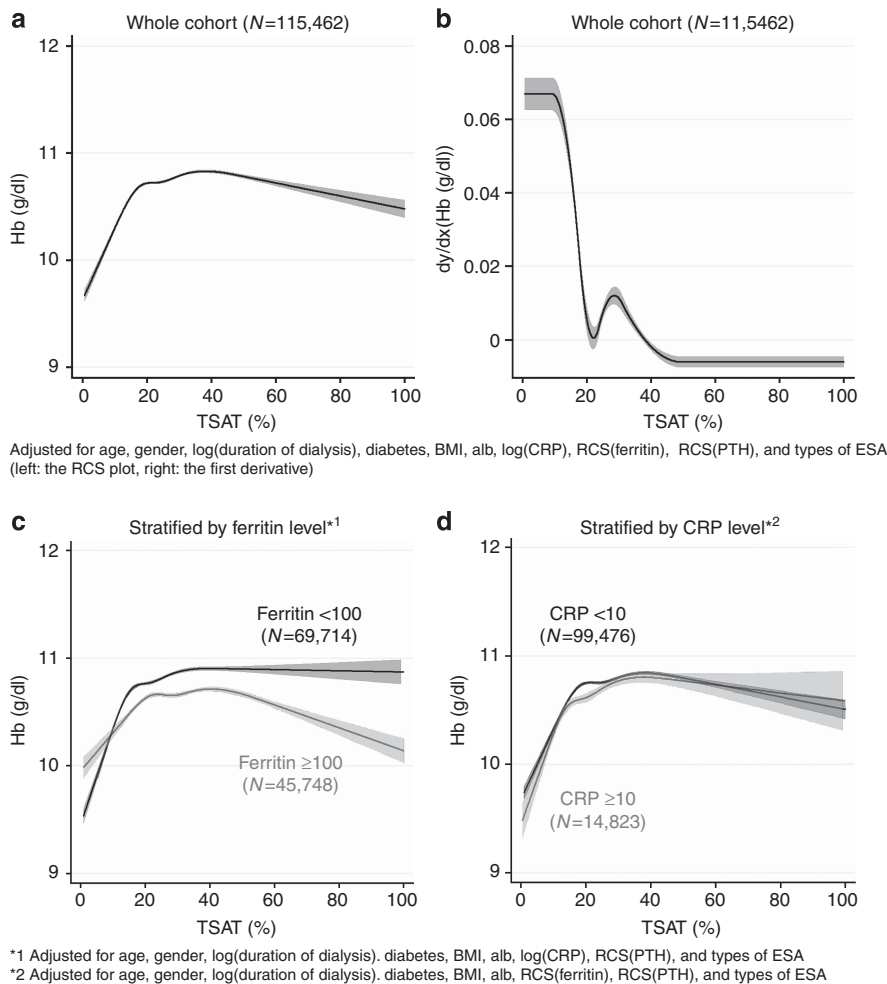 a
Whole cohort (N=115,462)
12
11
10
9
Hb (g/dl)
0 20 40 60 80 100
TSAT (%)
b
Whole cohort (N=11,5462)
0.08
0.06
0.04
0.02
0
dy/dx(Hb (g/dl))
0 20 40 60 80 100
TSAT (%)
Adjusted for age, gender, log(duration of dialysis), diabetes, BMI, alb, log(CRP), RCS(ferritin), RCS(PTH), and types of ESA
(left: the RCS plot, right: the first derivative)
c
Stratified by ferritin level*1
12
11
10
9
Hb (g/dl)
Ferritin <100
(N=69,714)
Ferritin ≥100
(N=45,748)
0 20 40 60 80 100
TSAT (%)
d
Stratified by CRP level*2
12
11
10
9
Hb (g/dl)
CRP <10
(N=99,476)
CRP ≥10
(N=14,823)
0 20 40 60 80 100
TSAT (%)
*1 Adjusted for age, gender, log(duration of dialysis). diabetes, BMI, alb, log(CRP), RCS(PTH), and types of ESA
*2 Adjusted for age, gender, log(duration of dialysis). diabetes, BMI, alb, RCS(ferritin), RCS(PTH), and types of ESA